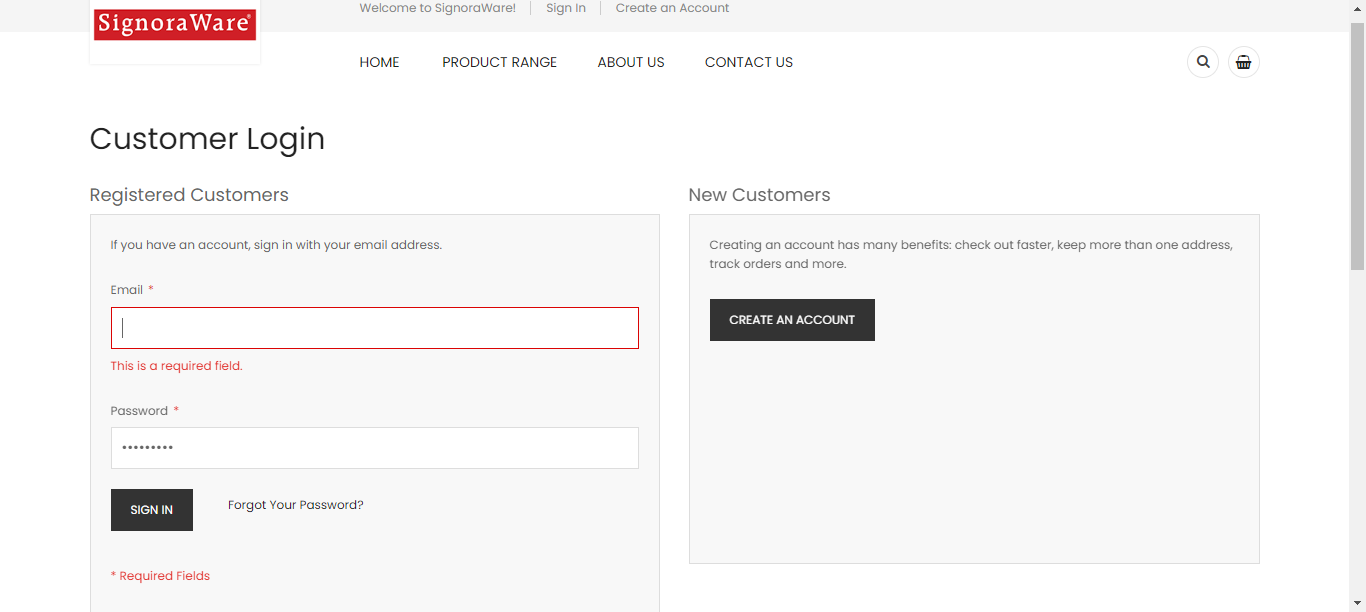 SignoraWare®
Welcome to SignoraWare!
Sign In
Create an Account
HOME
PRODUCT RANGE
ABOUT US
CONTACT US
Customer Login
Registered Customers
If you have an account, sign in with your email address.
Email *
This is a required field.
Password *
•••••••••
SIGN IN
Forgot Your Password?
* Required Fields
New Customers
Creating an account has many benefits: check out faster, keep more than one address,
track orders and more.
CREATE AN ACCOUNT